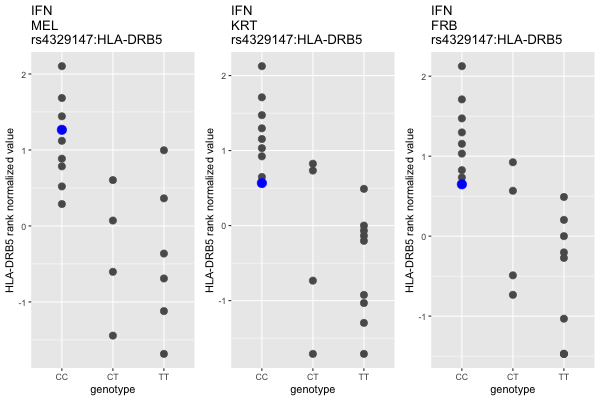 IFN
MEL
rs4329147:HLA-DRB5
HLA-DRB5 rank normalized value
2
1
0
-1
CC
CT
TT
genotype
IFN
KRT
rs4329147:HLA-DRB5
HLA-DRB5 rank normalized value
2
1
0
-1
CC
CT
TT
genotype
IFN
FRB
rs4329147:HLA-DRB5
HLA-DRB5 rank normalized value
2
1
0
-1
CC
CT
TT
genotype